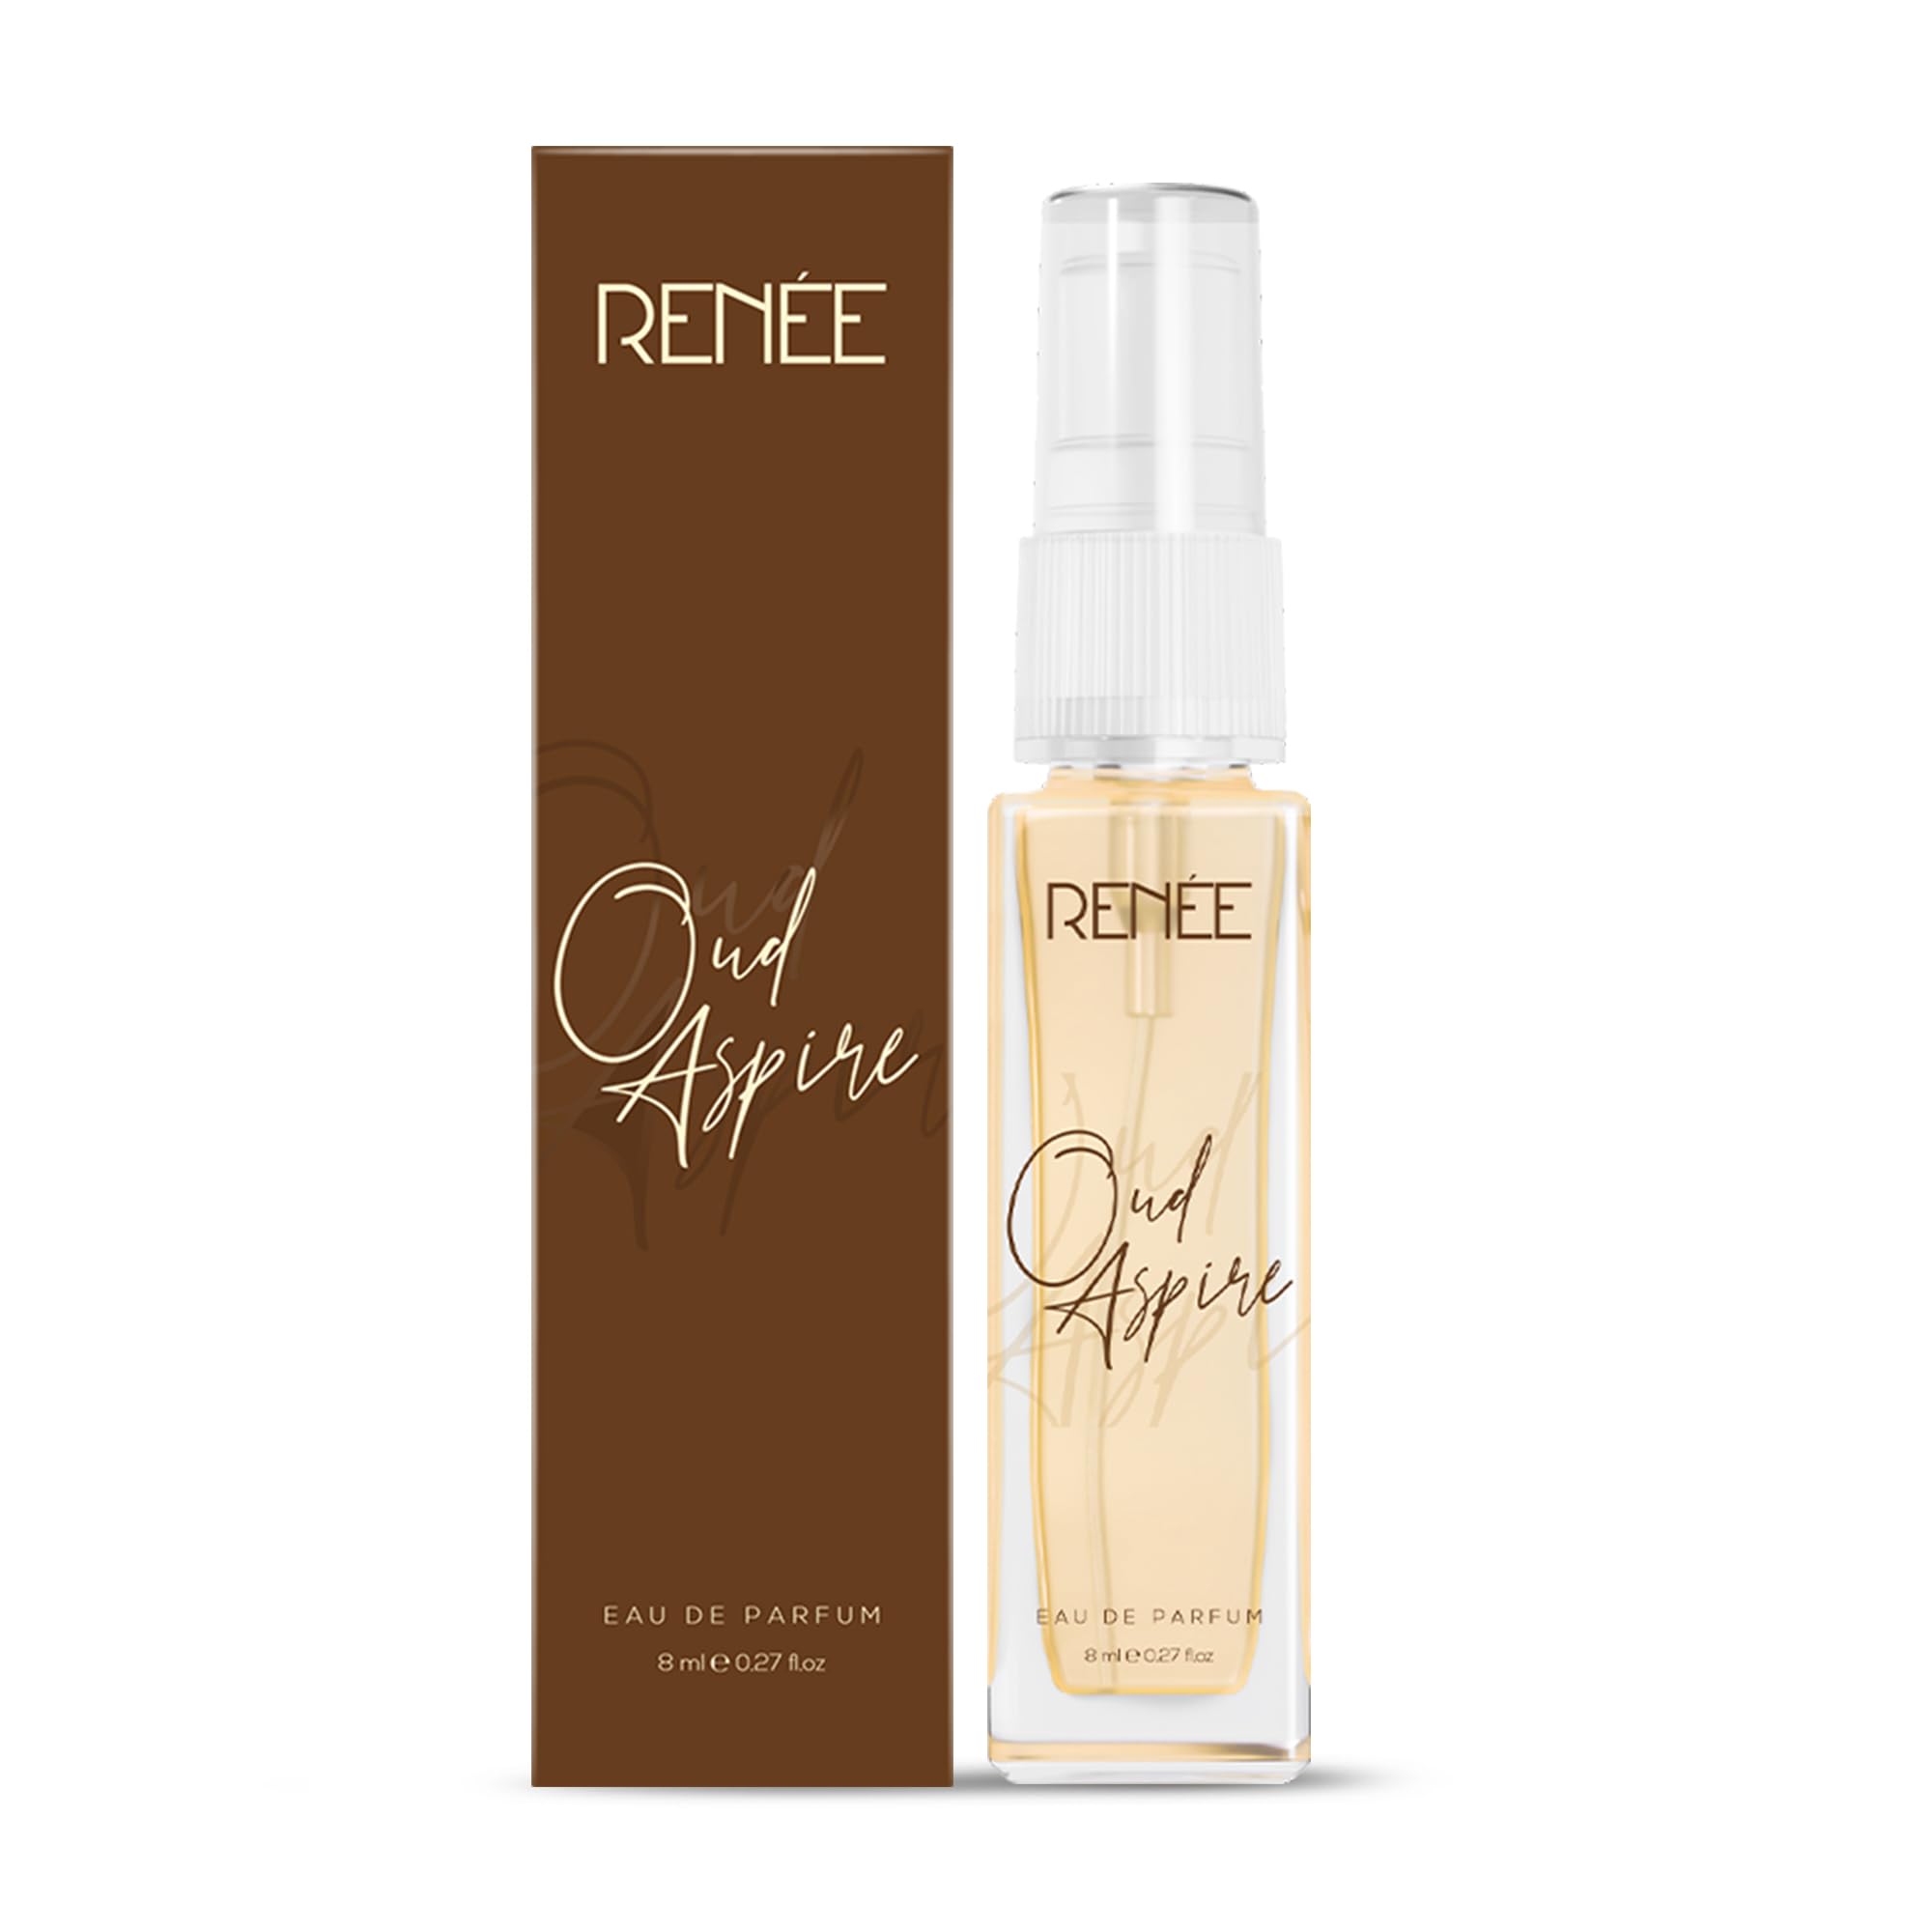 RENÉE
Oud
Aspire
EAU DE PARFUM
8 ml ℮ 0.27 fl.oz
RENÉE
Oud
Aspire
EAU DE PARFUM
8 ml ℮ 0.27 fl.oz